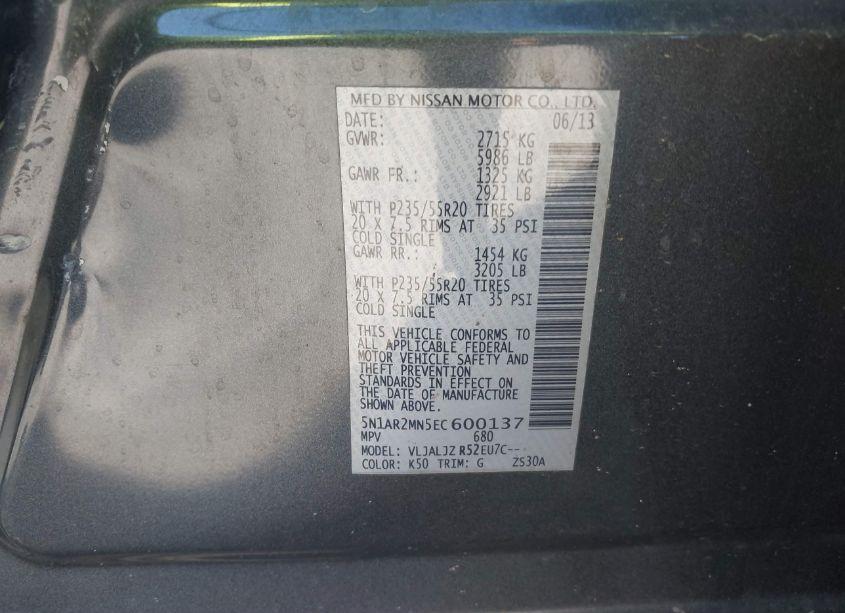 MFD BY NISSAN MOTOR CO., LTD.
DATE: 06/13
GVWR: 2715 KG
5986 LB
GAWR FR.: 1325 KG
2921 LB
WITH P235/55R20 TIRES
20 X 7.5 RIMS AT 35 PSI
COLD SINGLE
GAWR RR.: 1454 KG
3205 LB
WITH P235/55R20 TIRES
20 X 7.5 RIMS AT 35 PSI
COLD SINGLE
THIS VEHICLE CONFORMS TO
ALL APPLICABLE FEDERAL
MOTOR VEHICLE SAFETY AND
THEFT PREVENTION
STANDARDS IN EFFECT ON
THE DATE OF MANUFACTURE
SHOWN ABOVE.
5N1AR2MN5EC600137
MPV 680
MODEL: VLJALJZ R52EU7C--
COLOR: K50 TRIM: G ZS30A